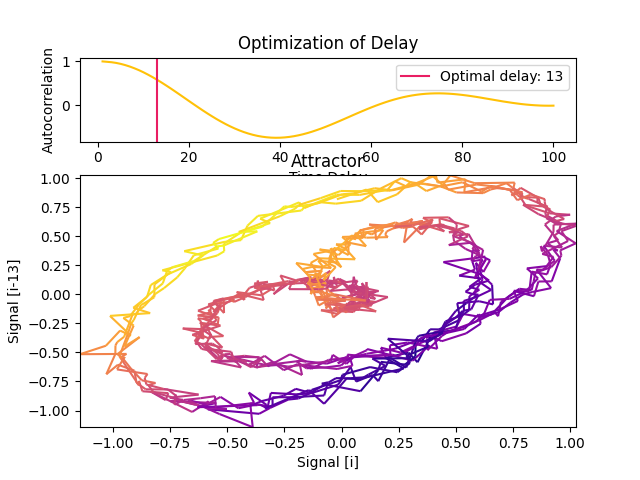 Optimization of Delay
Autocorrelation
1
0
Optimal delay: 13
0 20 40 60 80 100
Attractor
Signal [i-13]
1.00
0.75
0.50
0.25
0.00
−0.25
−0.50
−0.75
−1.00
−1.00 −0.75 −0.50 −0.25 0.00 0.25 0.50 0.75 1.00
Signal [i]